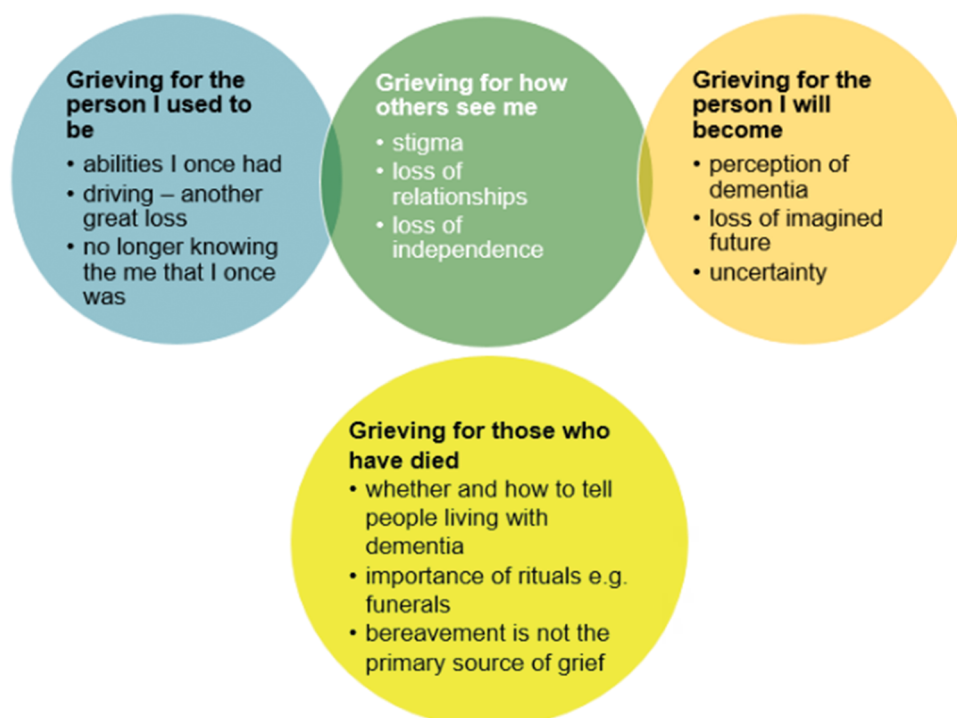 Grieving for the
person I used to
be
• abilities I once had
• driving – another
great loss
• no longer knowing
the me that I once
was
Grieving for how
others see me
• stigma
• loss of
relationships
• loss of
independence
Grieving for the
person I will
become
• perception of
dementia
• loss of imagined
future
• uncertainty
Grieving for those who
have died
• whether and how to tell
people living with
dementia
• importance of rituals e.g.
funerals
• bereavement is not the
primary source of grief